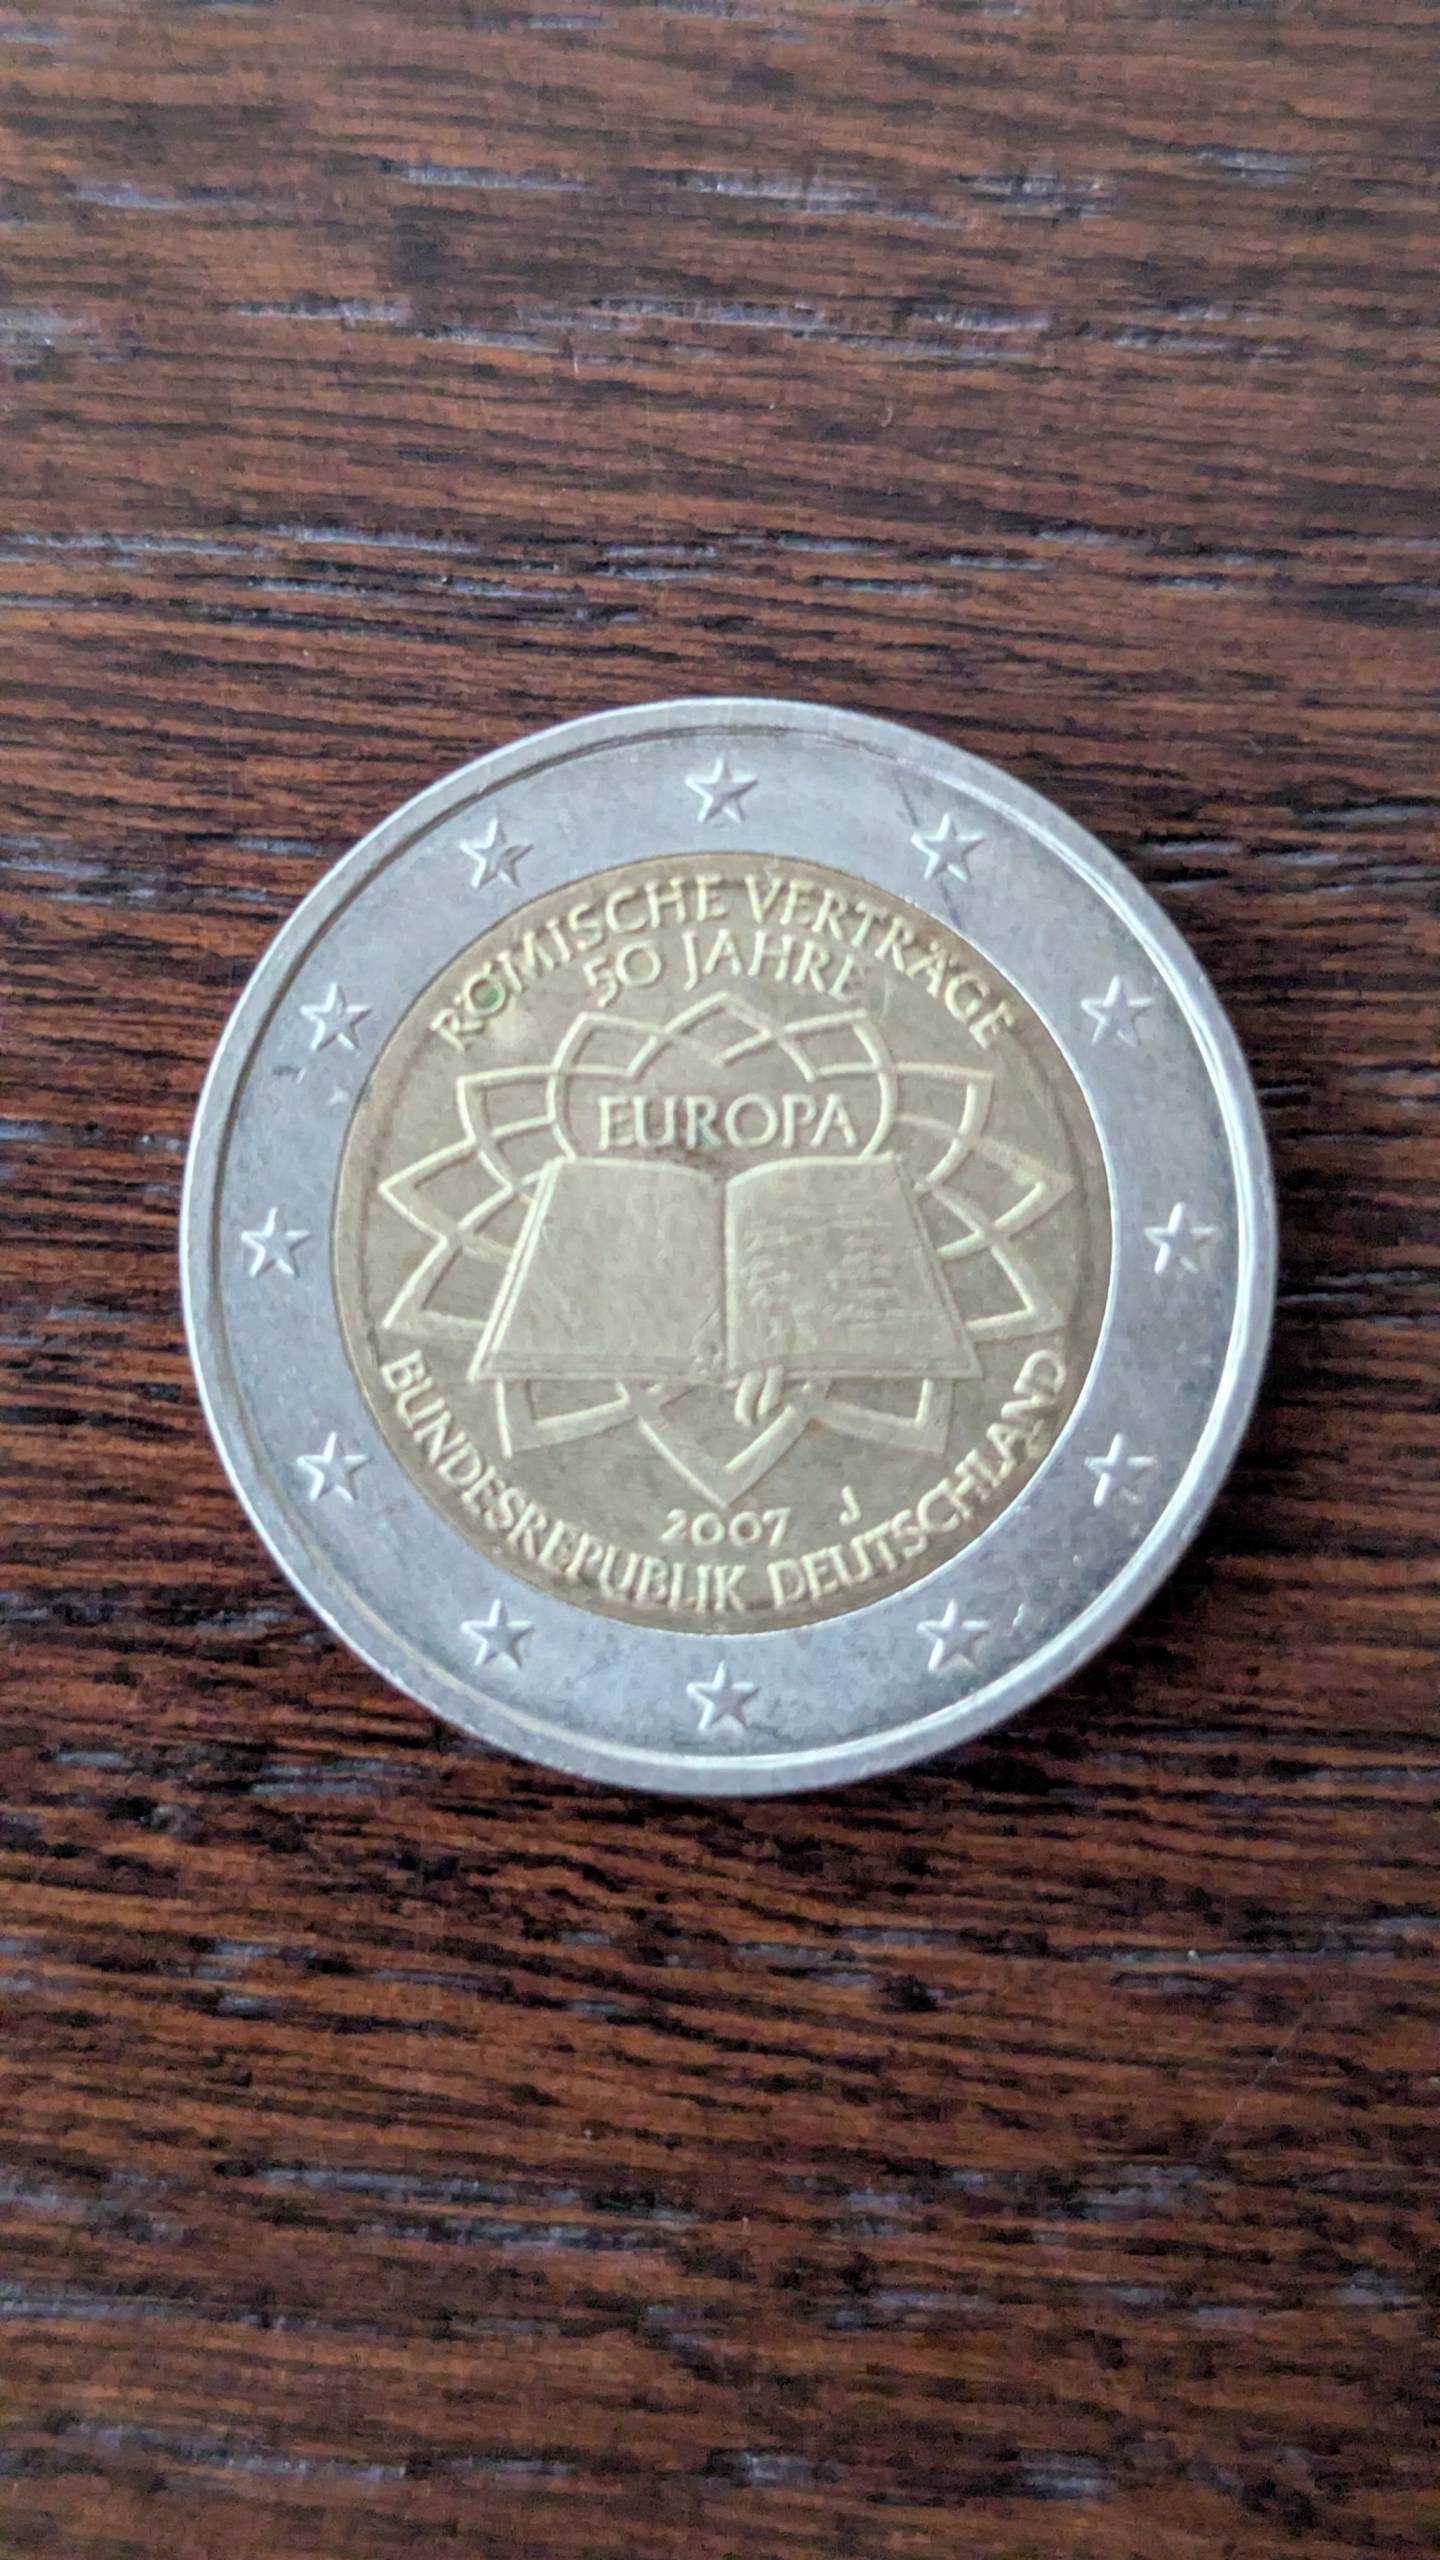 RÖMISCHE VERTRÄGE
50 JAHRE
EUROPA
2007 J
BUNDESREPUBLIK DEUTSCHLAND